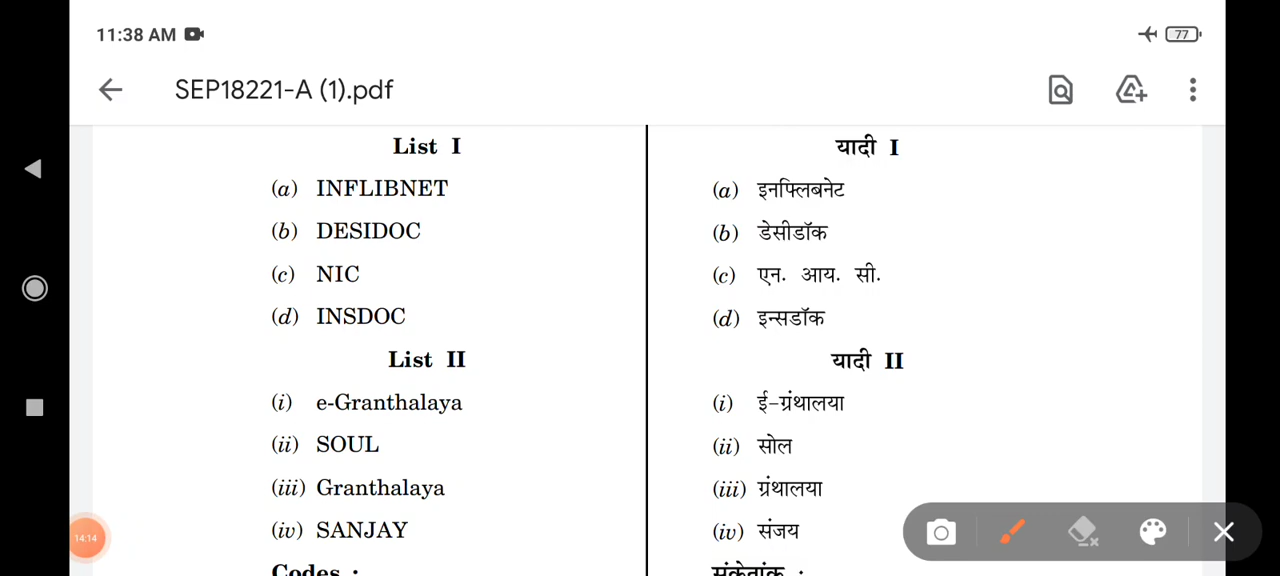 11:38 AM
77
SEP18221-A (1).pdf
List I
(a) INFLIBNET
(b) DESIDOC
(c) NIC
(d) INSDOC
List II
(i) e-Granthalaya
(ii) SOUL
(iii) Granthalaya
(iv) SANJAY
Codes :
यादी I
(a) इनफ्लिबनेट
(b) डेसीडॉक
(c) एन. आय. सी.
(d) इन्सडॉक
यादी II
(i) ई-ग्रंथालया
(ii) सोल
(iii) ग्रंथालया
(iv) संजय
संकेतांक :
14:14